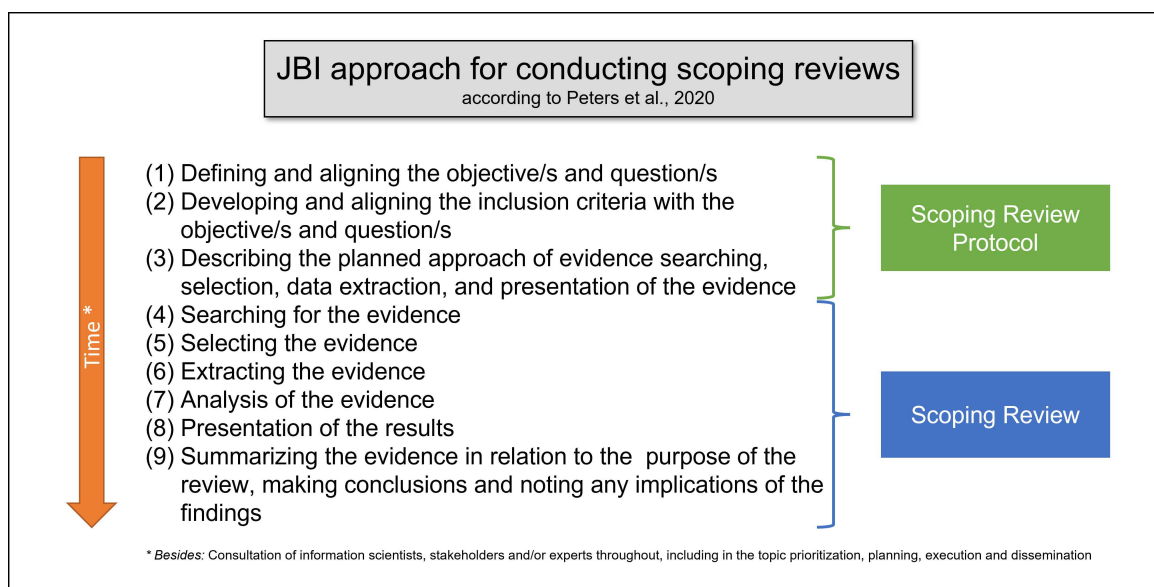 JBI approach for conducting scoping reviews
according to Peters et al., 2020
Time *
(1) Defining and aligning the objective/s and question/s
(2) Developing and aligning the inclusion criteria with the
objective/s and question/s
(3) Describing the planned approach of evidence searching,
selection, data extraction, and presentation of the evidence
(4) Searching for the evidence
(5) Selecting the evidence
(6) Extracting the evidence
(7) Analysis of the evidence
(8) Presentation of the results
(9) Summarizing the evidence in relation to the purpose of the
review, making conclusions and noting any implications of the
findings
Scoping Review
Protocol
Scoping Review
* Besides: Consultation of information scientists, stakeholders and/or experts throughout, including in the topic prioritization, planning, execution and dissemination